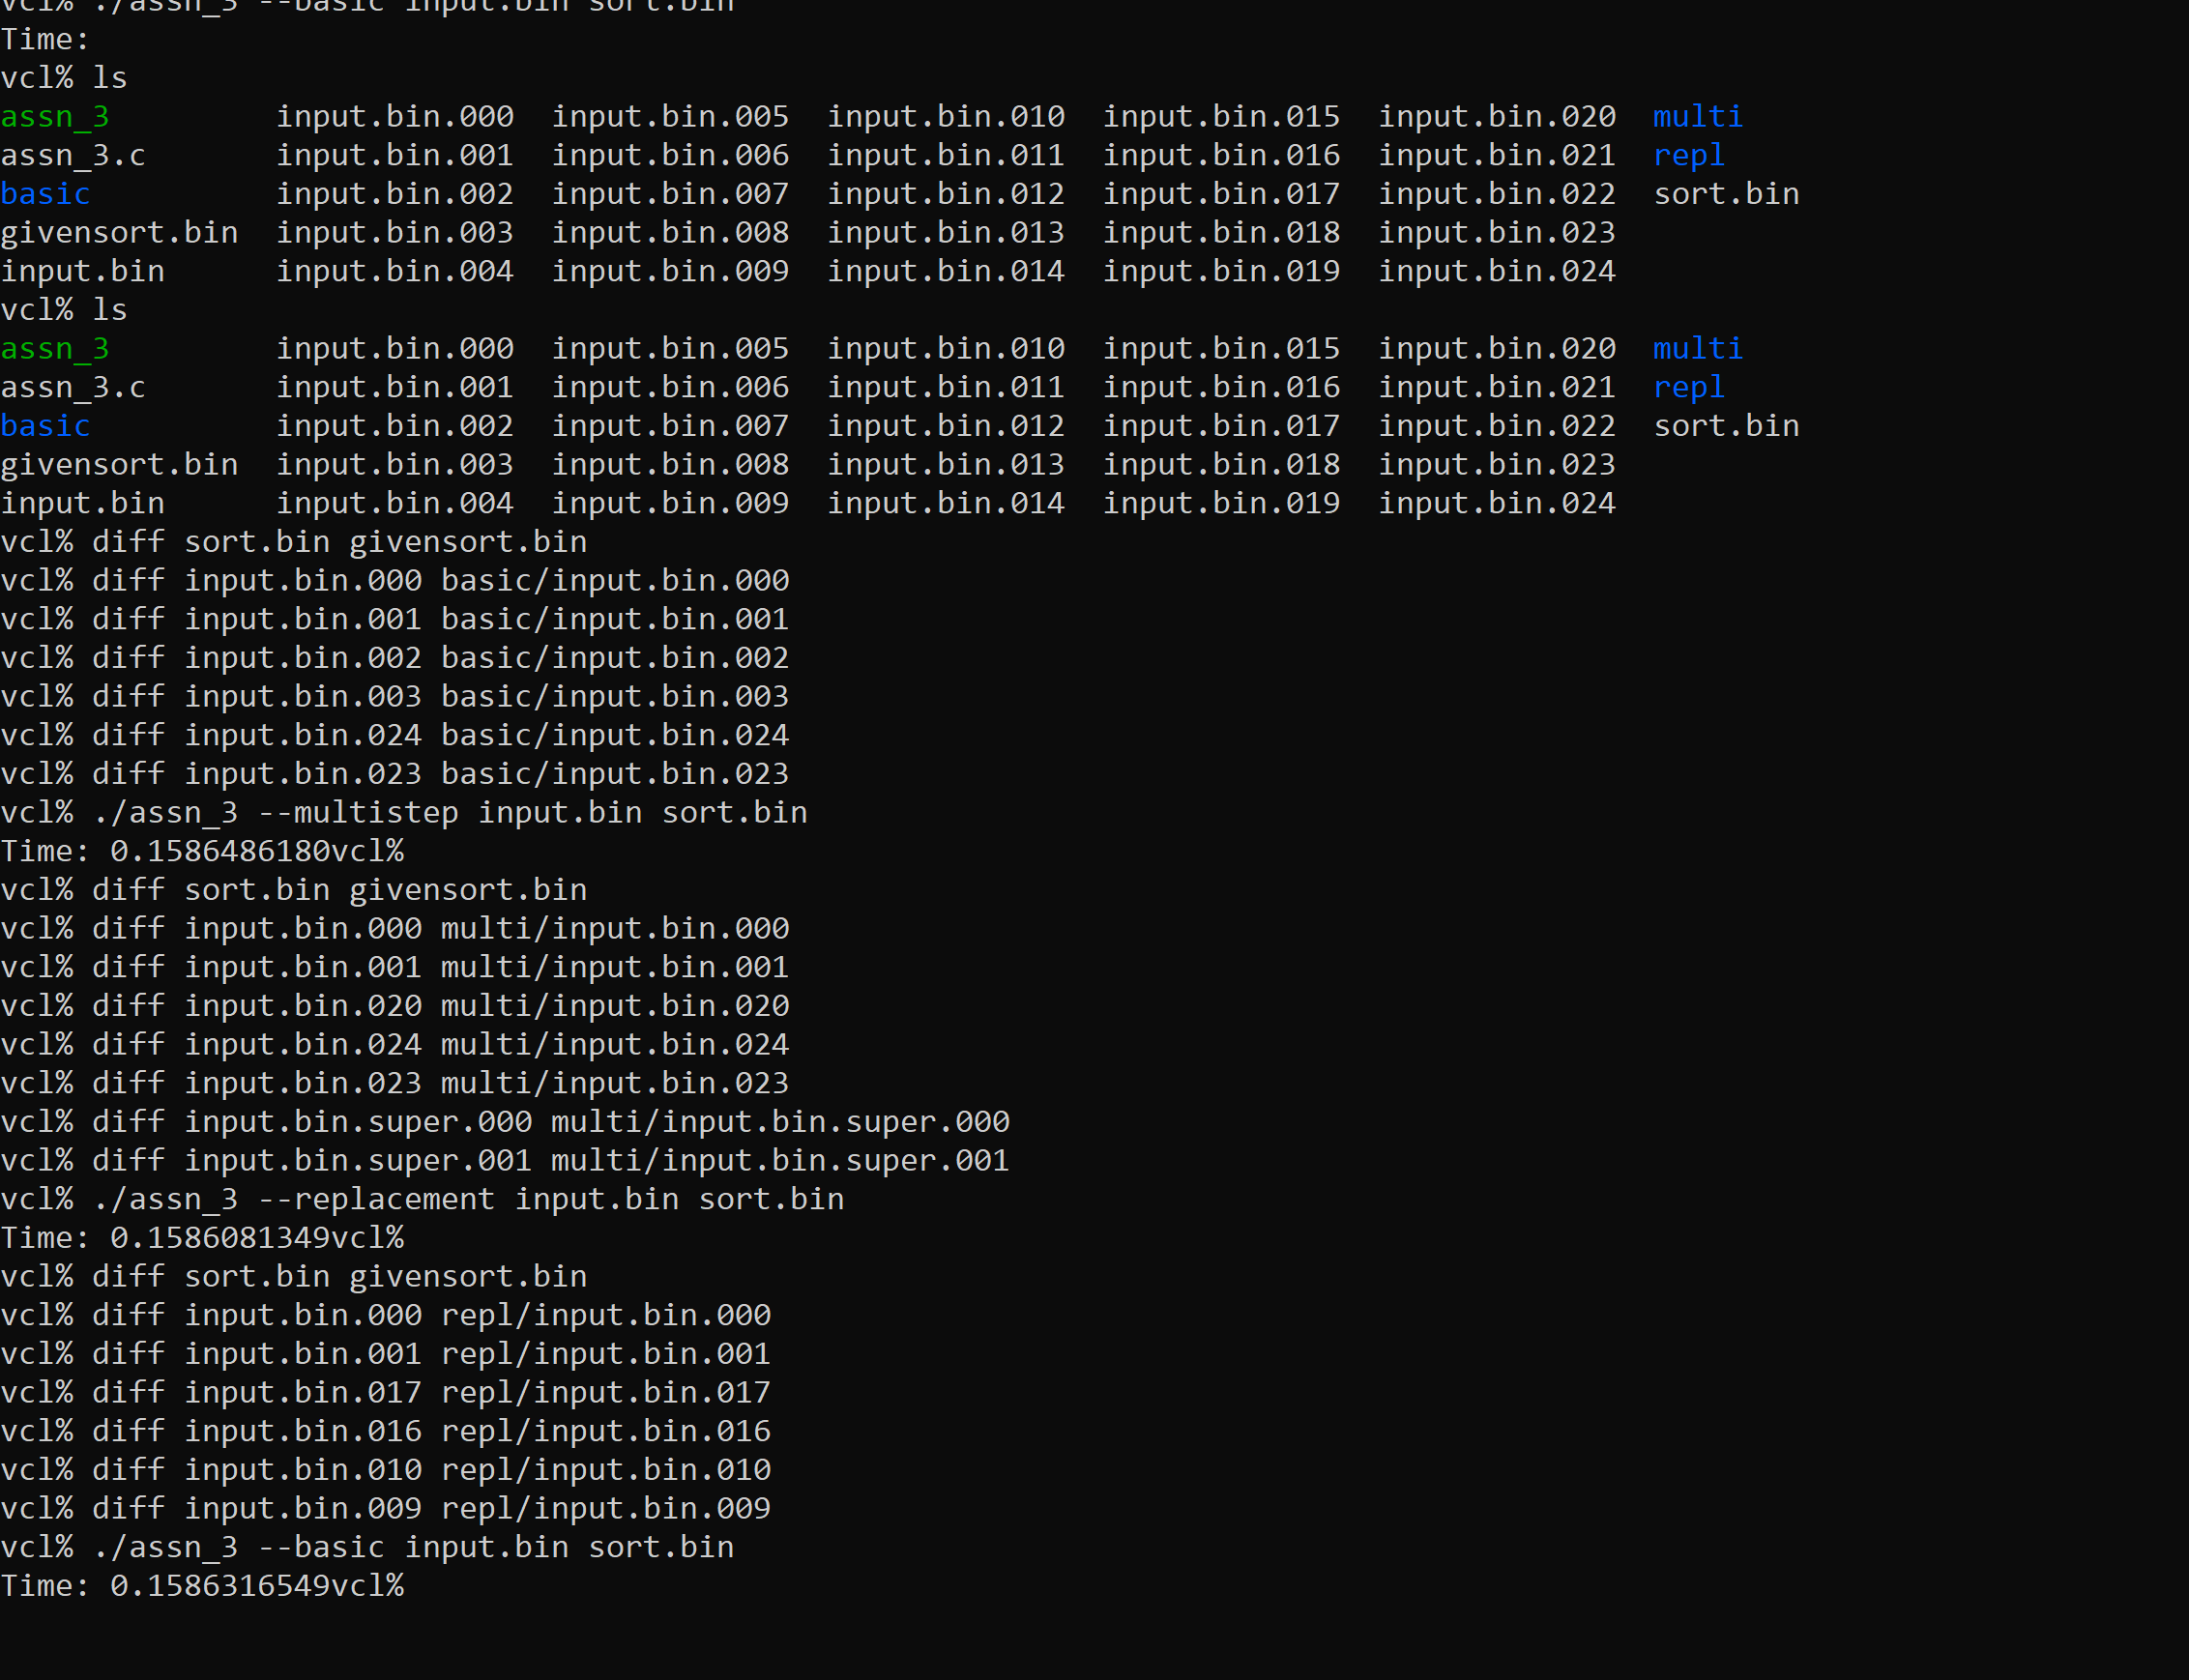 vcl% ./assn_3 --basic input.bin sort.bin
Time:
vcl% ls
assn_3         input.bin.000  input.bin.005  input.bin.010  input.bin.015  input.bin.020  multi
assn_3.c       input.bin.001  input.bin.006  input.bin.011  input.bin.016  input.bin.021  repl
basic          input.bin.002  input.bin.007  input.bin.012  input.bin.017  input.bin.022  sort.bin
givensort.bin  input.bin.003  input.bin.008  input.bin.013  input.bin.018  input.bin.023
input.bin      input.bin.004  input.bin.009  input.bin.014  input.bin.019  input.bin.024
vcl% ls
assn_3         input.bin.000  input.bin.005  input.bin.010  input.bin.015  input.bin.020  multi
assn_3.c       input.bin.001  input.bin.006  input.bin.011  input.bin.016  input.bin.021  repl
basic          input.bin.002  input.bin.007  input.bin.012  input.bin.017  input.bin.022  sort.bin
givensort.bin  input.bin.003  input.bin.008  input.bin.013  input.bin.018  input.bin.023
input.bin      input.bin.004  input.bin.009  input.bin.014  input.bin.019  input.bin.024
vcl% diff sort.bin givensort.bin
vcl% diff input.bin.000 basic/input.bin.000
vcl% diff input.bin.001 basic/input.bin.001
vcl% diff input.bin.002 basic/input.bin.002
vcl% diff input.bin.003 basic/input.bin.003
vcl% diff input.bin.024 basic/input.bin.024
vcl% diff input.bin.023 basic/input.bin.023
vcl% ./assn_3 --multistep input.bin sort.bin
Time: 0.1586486180vcl%
vcl% diff sort.bin givensort.bin
vcl% diff input.bin.000 multi/input.bin.000
vcl% diff input.bin.001 multi/input.bin.001
vcl% diff input.bin.020 multi/input.bin.020
vcl% diff input.bin.024 multi/input.bin.024
vcl% diff input.bin.023 multi/input.bin.023
vcl% diff input.bin.super.000 multi/input.bin.super.000
vcl% diff input.bin.super.001 multi/input.bin.super.001
vcl% ./assn_3 --replacement input.bin sort.bin
Time: 0.1586081349vcl%
vcl% diff sort.bin givensort.bin
vcl% diff input.bin.000 repl/input.bin.000
vcl% diff input.bin.001 repl/input.bin.001
vcl% diff input.bin.017 repl/input.bin.017
vcl% diff input.bin.016 repl/input.bin.016
vcl% diff input.bin.010 repl/input.bin.010
vcl% diff input.bin.009 repl/input.bin.009
vcl% ./assn_3 --basic input.bin sort.bin
Time: 0.1586316549vcl%